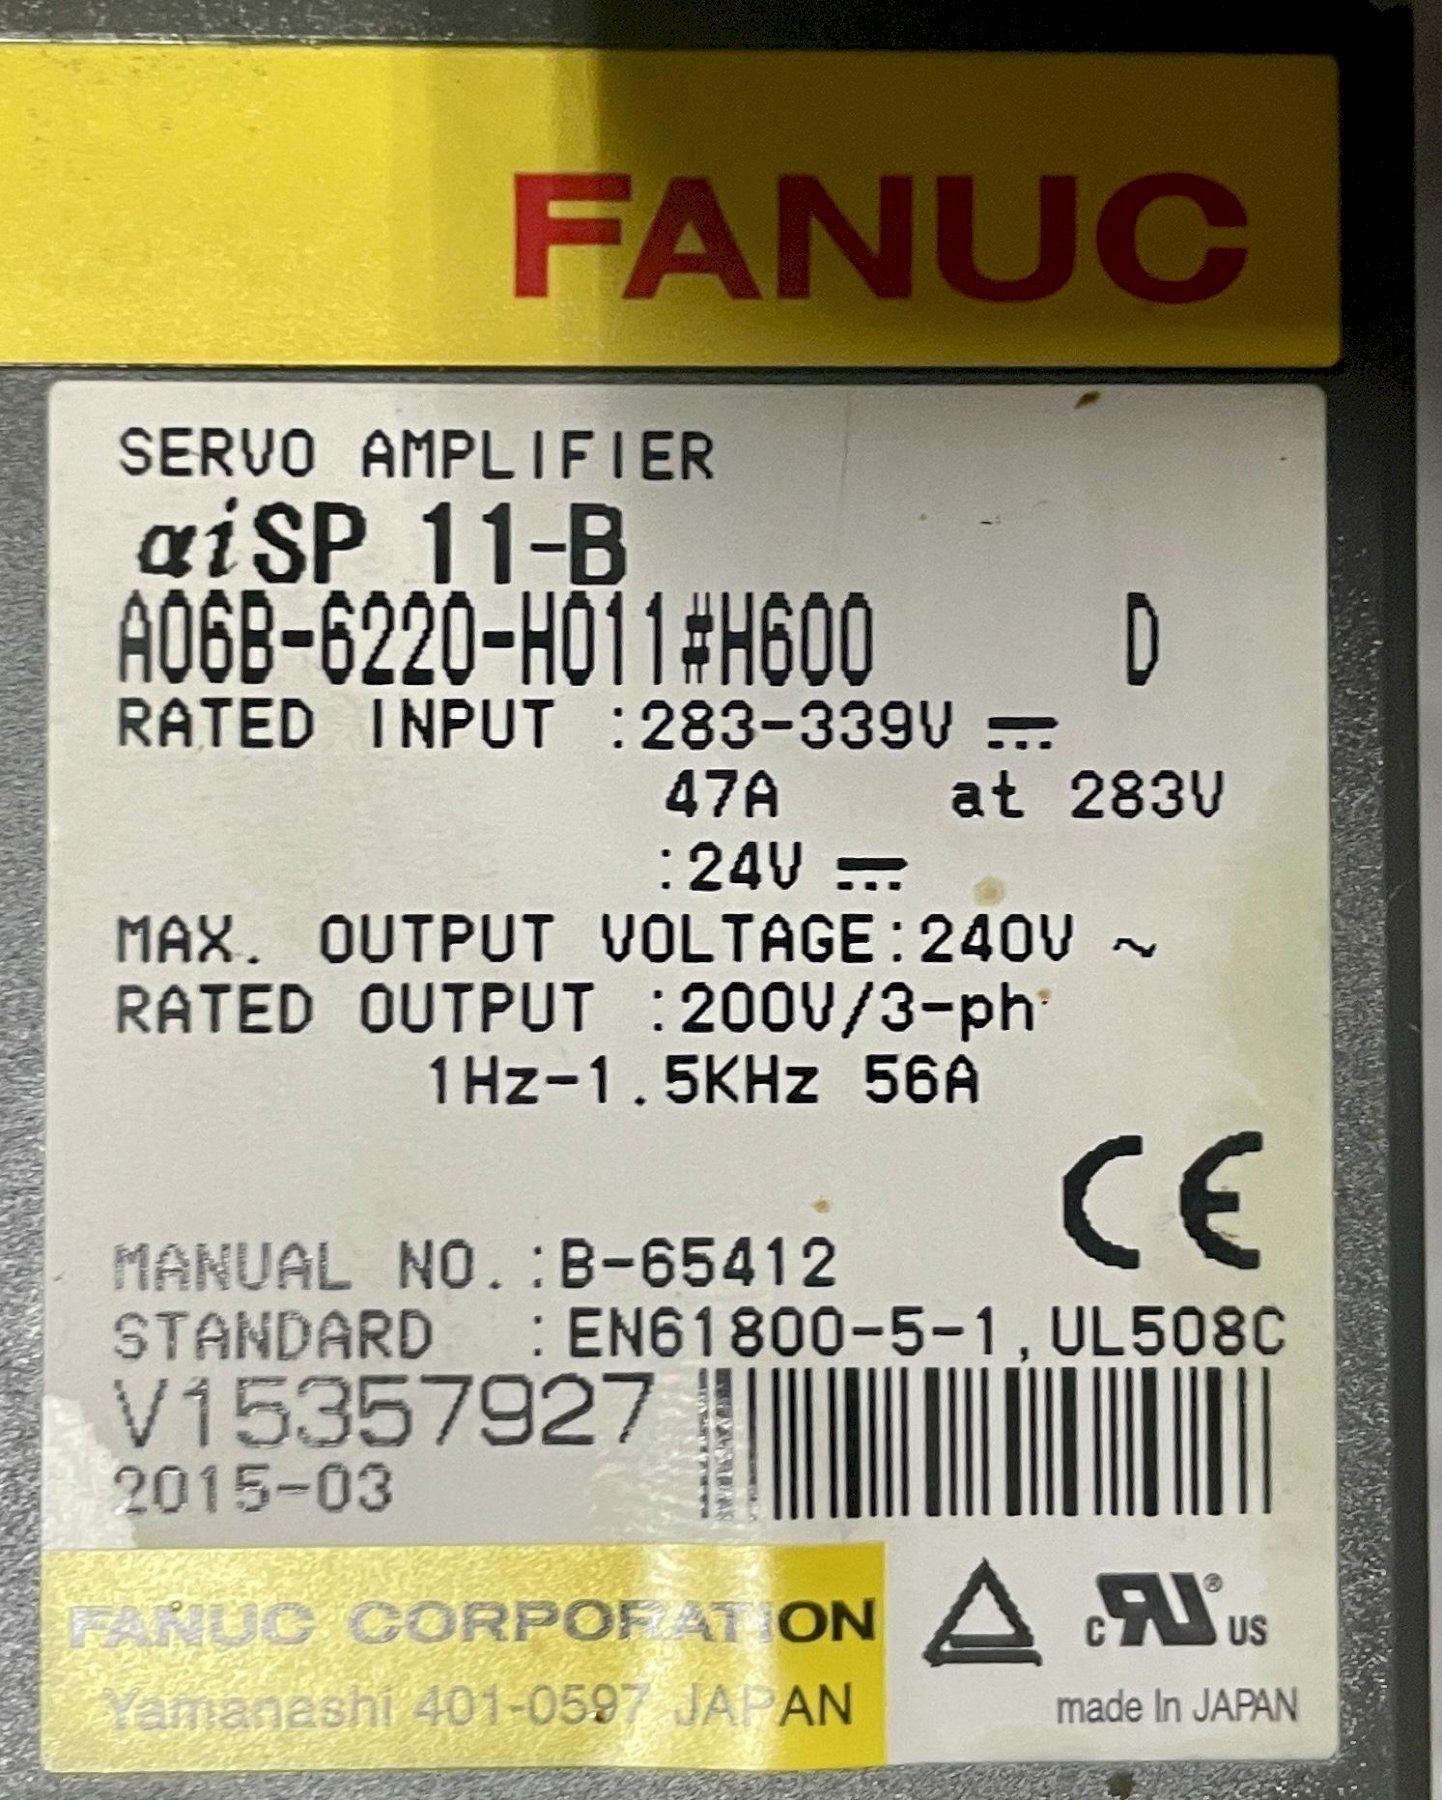 FANUC
SERVO AMPLIFIER
αiSP 11-B
A06B-6220-H011#H600 D
RATED INPUT :283-339V ⎓
47A at 283V
:24V ⎓
MAX. OUTPUT VOLTAGE:240V ~
RATED OUTPUT :200V/3-ph
1Hz-1.5KHz 56A
CE
MANUAL NO.:B-65412
STANDARD :EN61800-5-1,UL508C
V15357927
2015-03
FANUC CORPORATION
Yamanashi 401-0597 JAPAN
c RU ® US
made In JAPAN